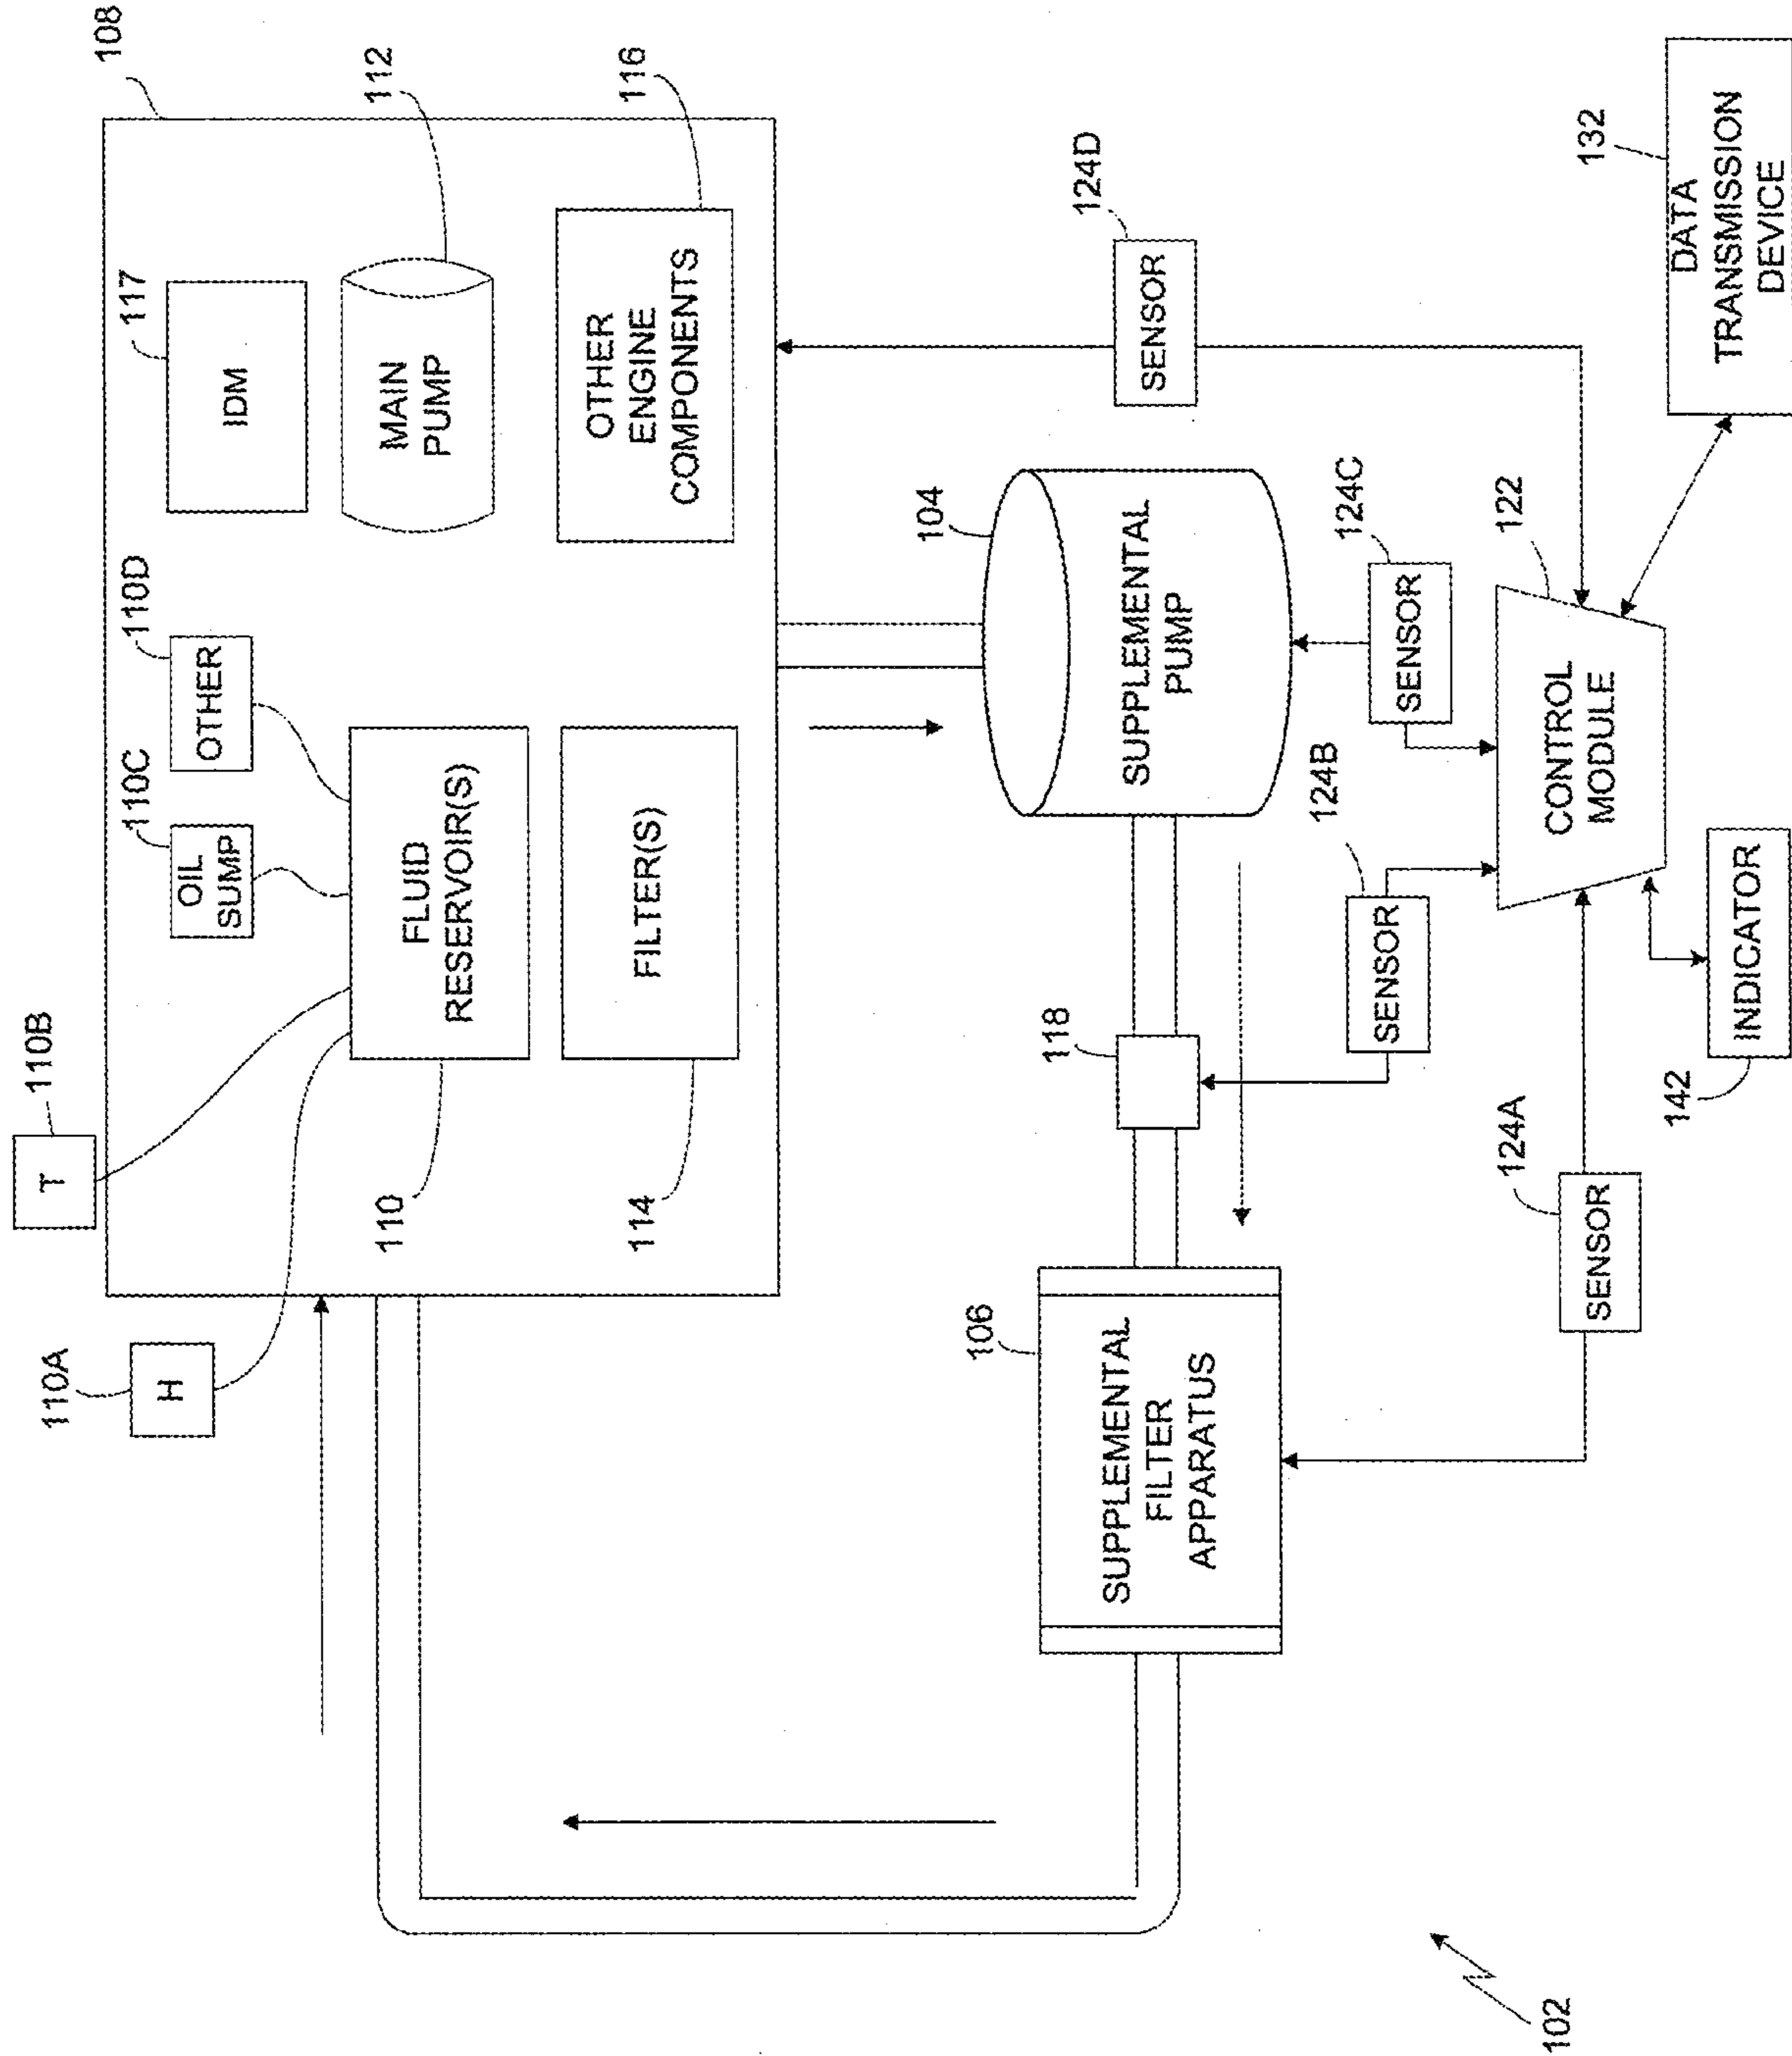 108
110B
T
110A
H
110C
OIL
SUMP
110D
OTHER
117
IDM
112
MAIN
PUMP
FLUID
RESERVOIR(S)
110
FILTER(S)
114
OTHER
ENGINE
COMPONENTS
116
104
SUPPLEMENTAL
PUMP
118
106
SUPPLEMENTAL
FILTER
APPARATUS
124D
SENSOR
124C
SENSOR
124B
SENSOR
124A
SENSOR
122
CONTROL
MODULE
142
INDICATOR
132
DATA
TRANSMISSION
DEVICE
102